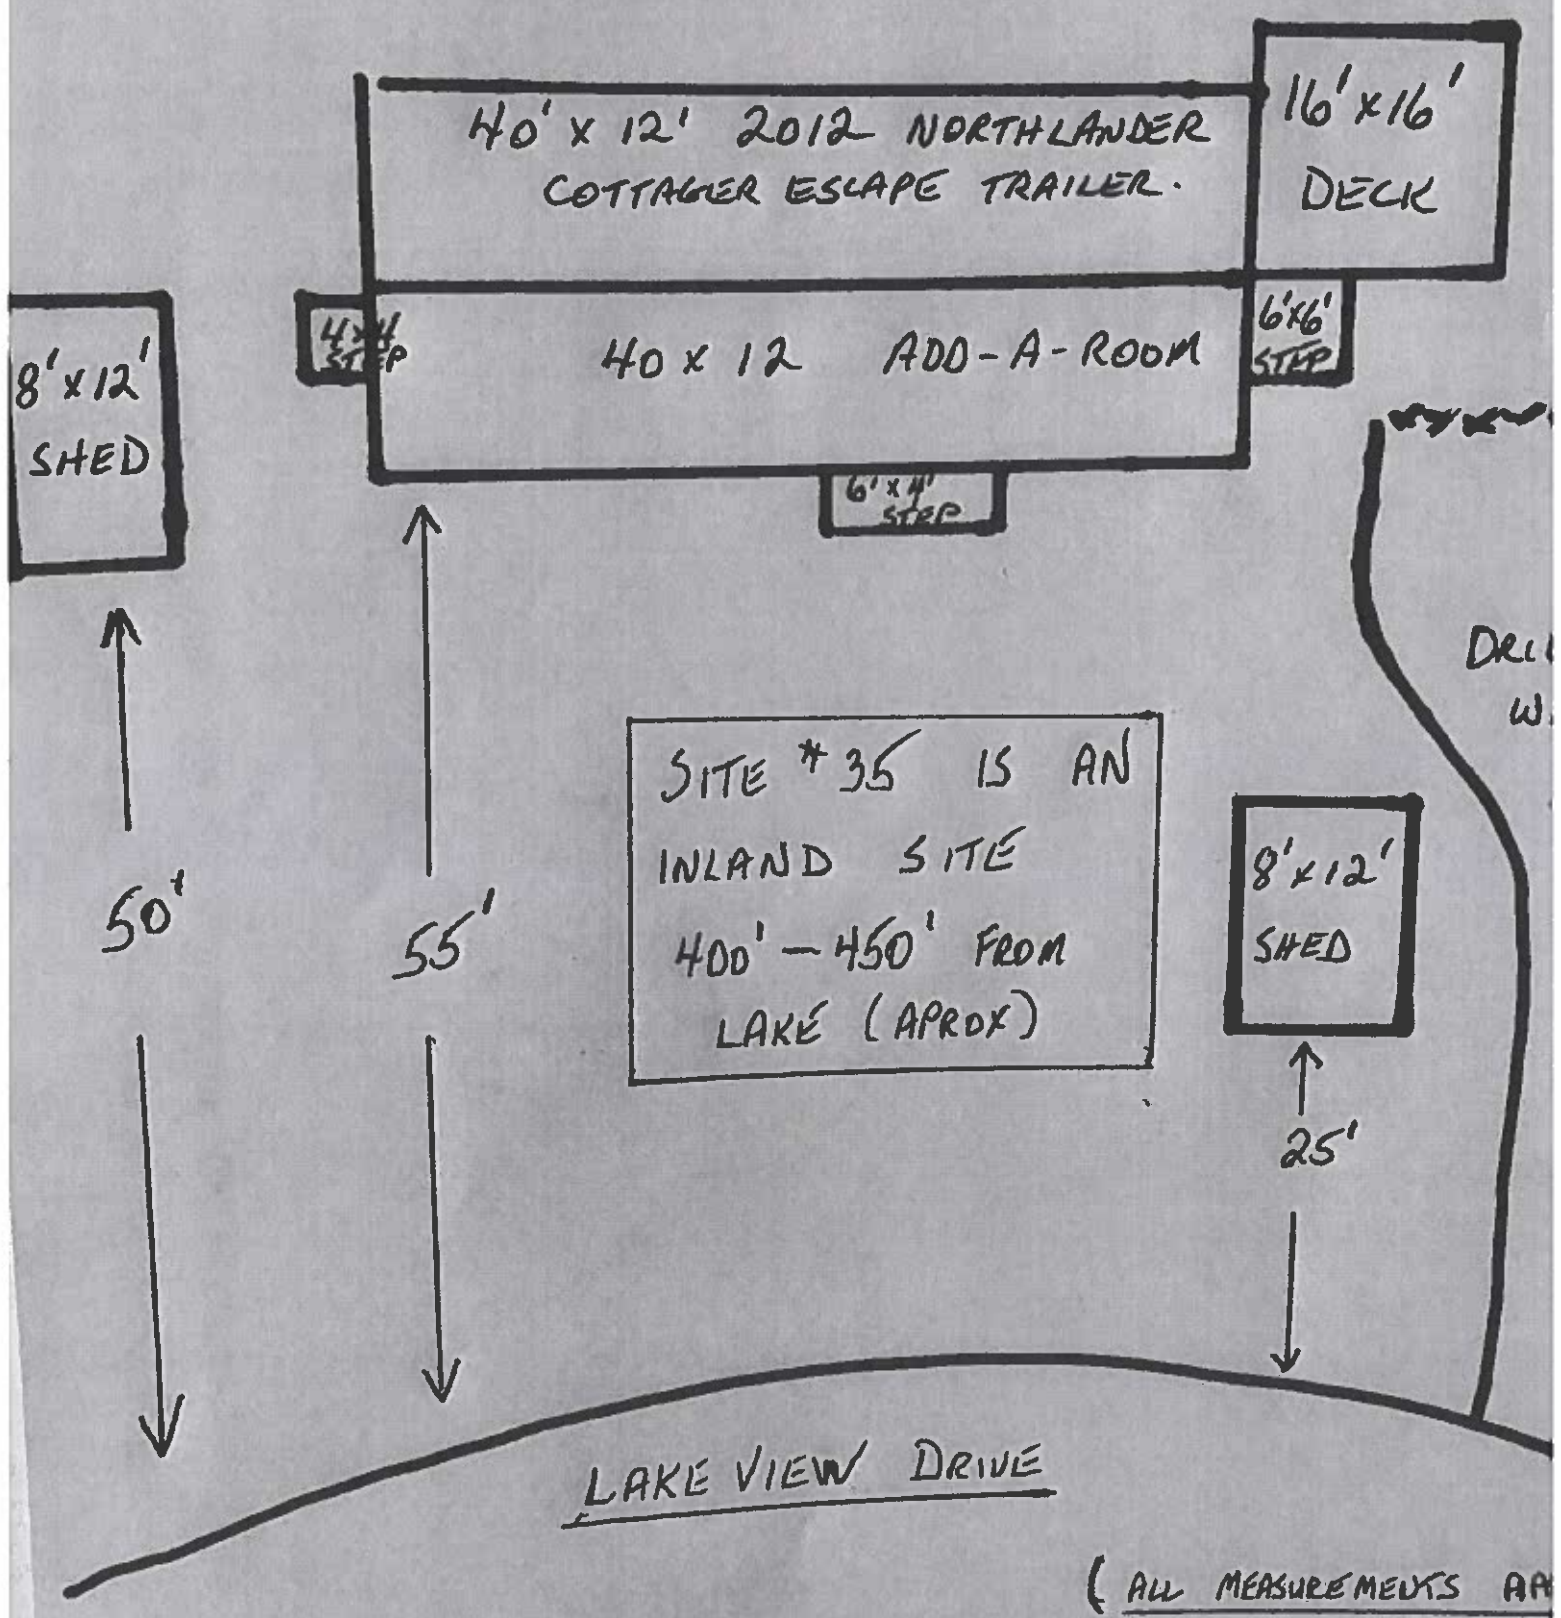 40' x 12' 2012 NORTHLANDER
COTTAGER ESCAPE TRAILER.
16' x 16'
DECK
8' x 12'
SHED
4 x 4
STEP
40 x 12 ADD-A-ROOM
6'x6'
STEP
6' x 4'
STEP
50'
55'
SITE #35 IS AN
INLAND SITE
400' - 450' FROM
LAKE (APROX)
8' x 12'
SHED
25'
LAKE VIEW DRIVE
( ALL MEASUREMENTS